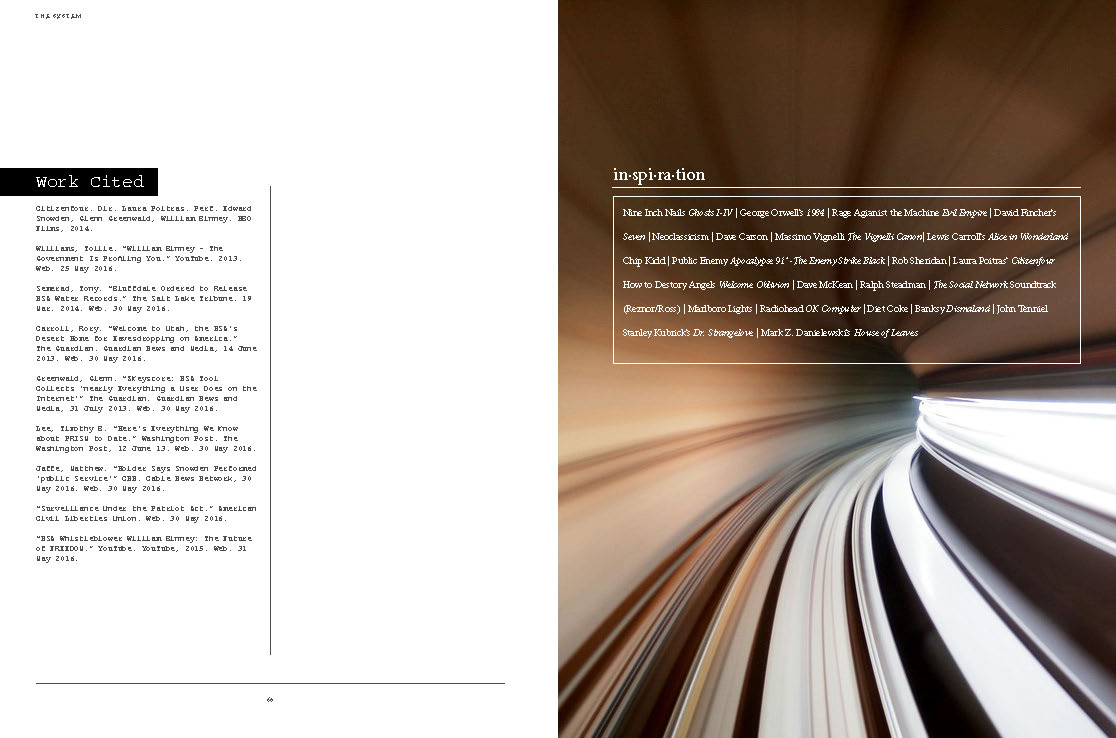 THE SYSTEM
Work Cited
Citizenfour. Dir. Laura Poitras. Perf. Edward
Snowden, Glenn Greenwald, William Binney. HBO
Films, 2014.
Williams, Tollie. “William Binney - The
Government Is Profiling You.” YouTube. 2013.
Web. 25 May 2016.
Semerad, Tony. “Bluffdale Ordered to Release
NSA Water Records.” The Salt Lake Tribune. 19
Mar. 2014. Web. 30 May 2016.
Carroll, Rory. “Welcome to Utah, the NSA's
Desert Home for Eavesdropping on America.”
The Guardian. Guardian News and Media, 14 June
2013. Web. 30 May 2016.
Greenwald, Glenn. “XKeyscore: NSA Tool
Collects 'nearly Everything a User Does on the
Internet'” The Guardian. Guardian News and
Media, 31 July 2013. Web. 30 May 2016.
Lee, Timothy B. “Here's Everything We Know
about PRISM to Date.” Washington Post. The
Washington Post, 12 June 13. Web. 30 May 2016.
Jaffe, Matthew. “Holder Says Snowden Performed
'public Service'” CNN. Cable News Network, 30
May 2016. Web. 30 May 2016.
“Surveillance Under the Patriot Act.” American
Civil Liberties Union. Web. 30 May 2016.
“NSA Whistleblower William Binney: The Future
of FREEDOM.” YouTube. YouTube, 2015. Web. 31
May 2016.
in·spi·ra·tion
Nine Inch Nails Ghosts I-IV | George Orwell's 1984 | Rage Agianist the Machine Evil Empire | David Fincher's
Seven | Neoclassicism | Dave Carson | Massimo Vignelli The Vignelli Canon | Lewis Carroll's Alice in Wonderland
Chip Kidd | Public Enemy Apocalypse 91' - The Enemy Strike Black | Rob Sheridan | Laura Poitras' Citizenfour
How to Destory Angels Welcome Oblivion | Dave McKean | Ralph Steadman | The Social Network Soundtrack
(Reznor/Ross) | Marlboro Lights | Radiohead OK Computer | Diet Coke | Banksy Dismaland | John Tenniel
Stanley Kubrick's Dr. Strangelove | Mark Z. Danielewski's House of Leaves